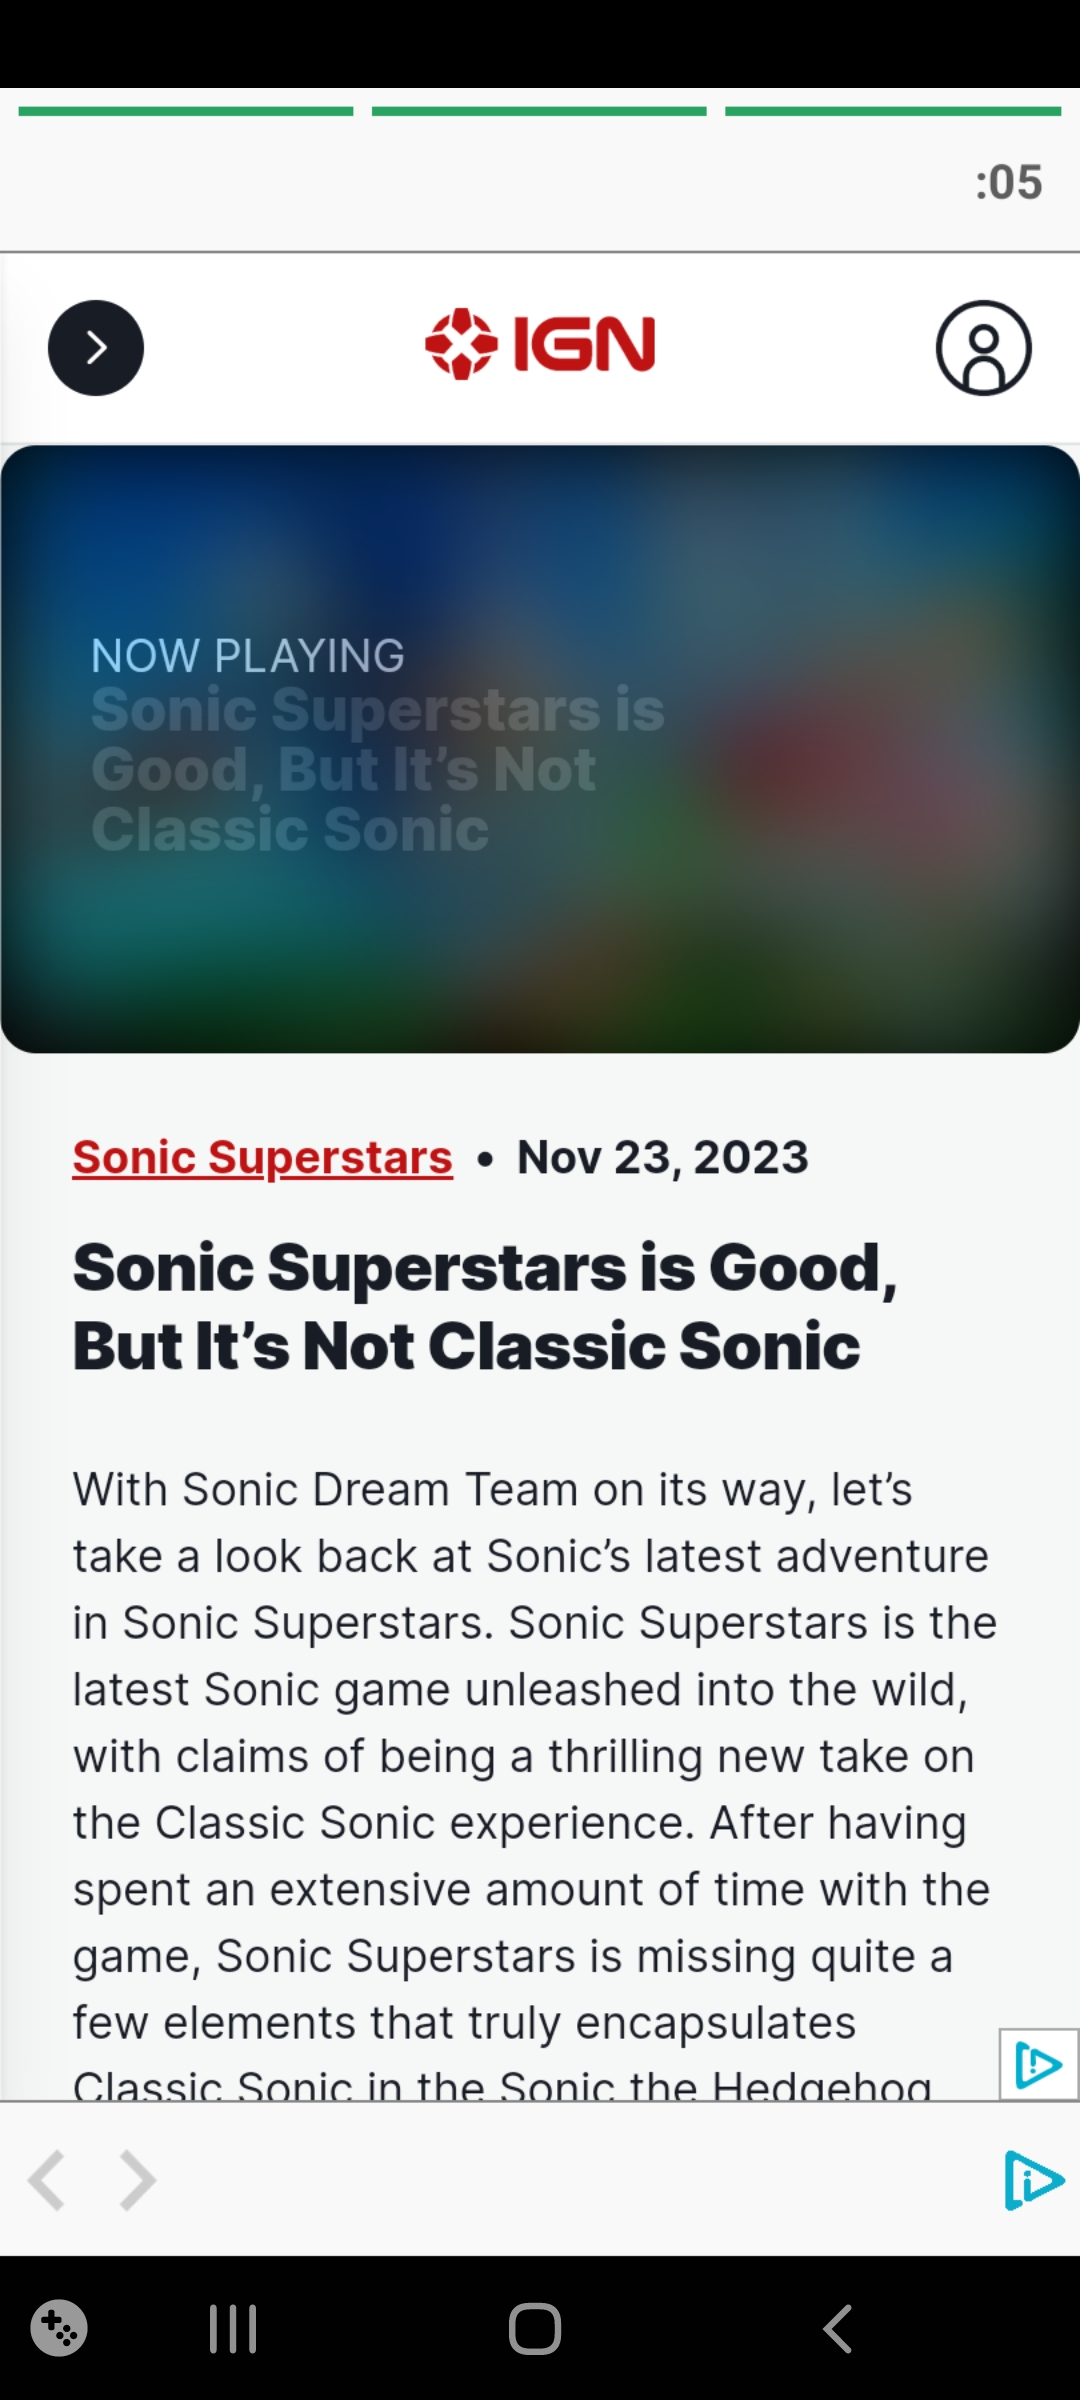 :05
IGN
NOW PLAYING
Sonic Superstars is
Good, But It’s Not
Classic Sonic
Sonic Superstars • Nov 23, 2023
Sonic Superstars is Good,
But It’s Not Classic Sonic
With Sonic Dream Team on its way, let’s
take a look back at Sonic’s latest adventure
in Sonic Superstars. Sonic Superstars is the
latest Sonic game unleashed into the wild,
with claims of being a thrilling new take on
the Classic Sonic experience. After having
spent an extensive amount of time with the
game, Sonic Superstars is missing quite a
few elements that truly encapsulates
Classic Sonic in the Sonic the Hedgehog